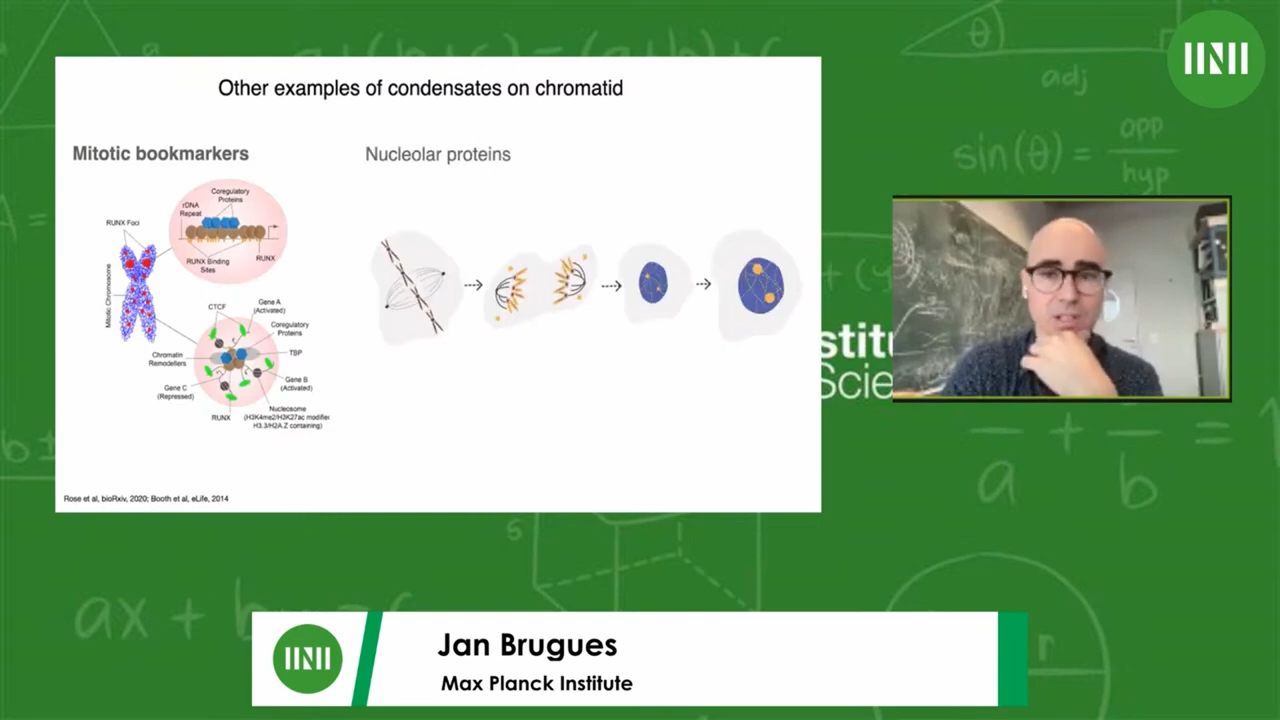 Other examples of condensates on chromatid
Mitotic bookmarkers
Nucleolar proteins
Coregulatory
Proteins
rDNA
Repeat
RUNX Foci
RUNX Binding
Sites
RUNX
Mitotic Chromosome
CTCF
Gene A
(Activated)
Coregulatory
Proteins
TBP
Chromatin
Remodellers
Gene B
(Activated)
Gene C
(Repressed)
RUNX
Nucleosome
(H3K4me2/H3K27ac modifie
H3.3/H2A.Z containing)
Rose et al, bioRxiv, 2020; Booth et al, eLife, 2014
θ
adj
sin(θ) = opp
hyp
stitu
Scie
a
b
s
ax + b
r
Jan Brugues
Max Planck Institute